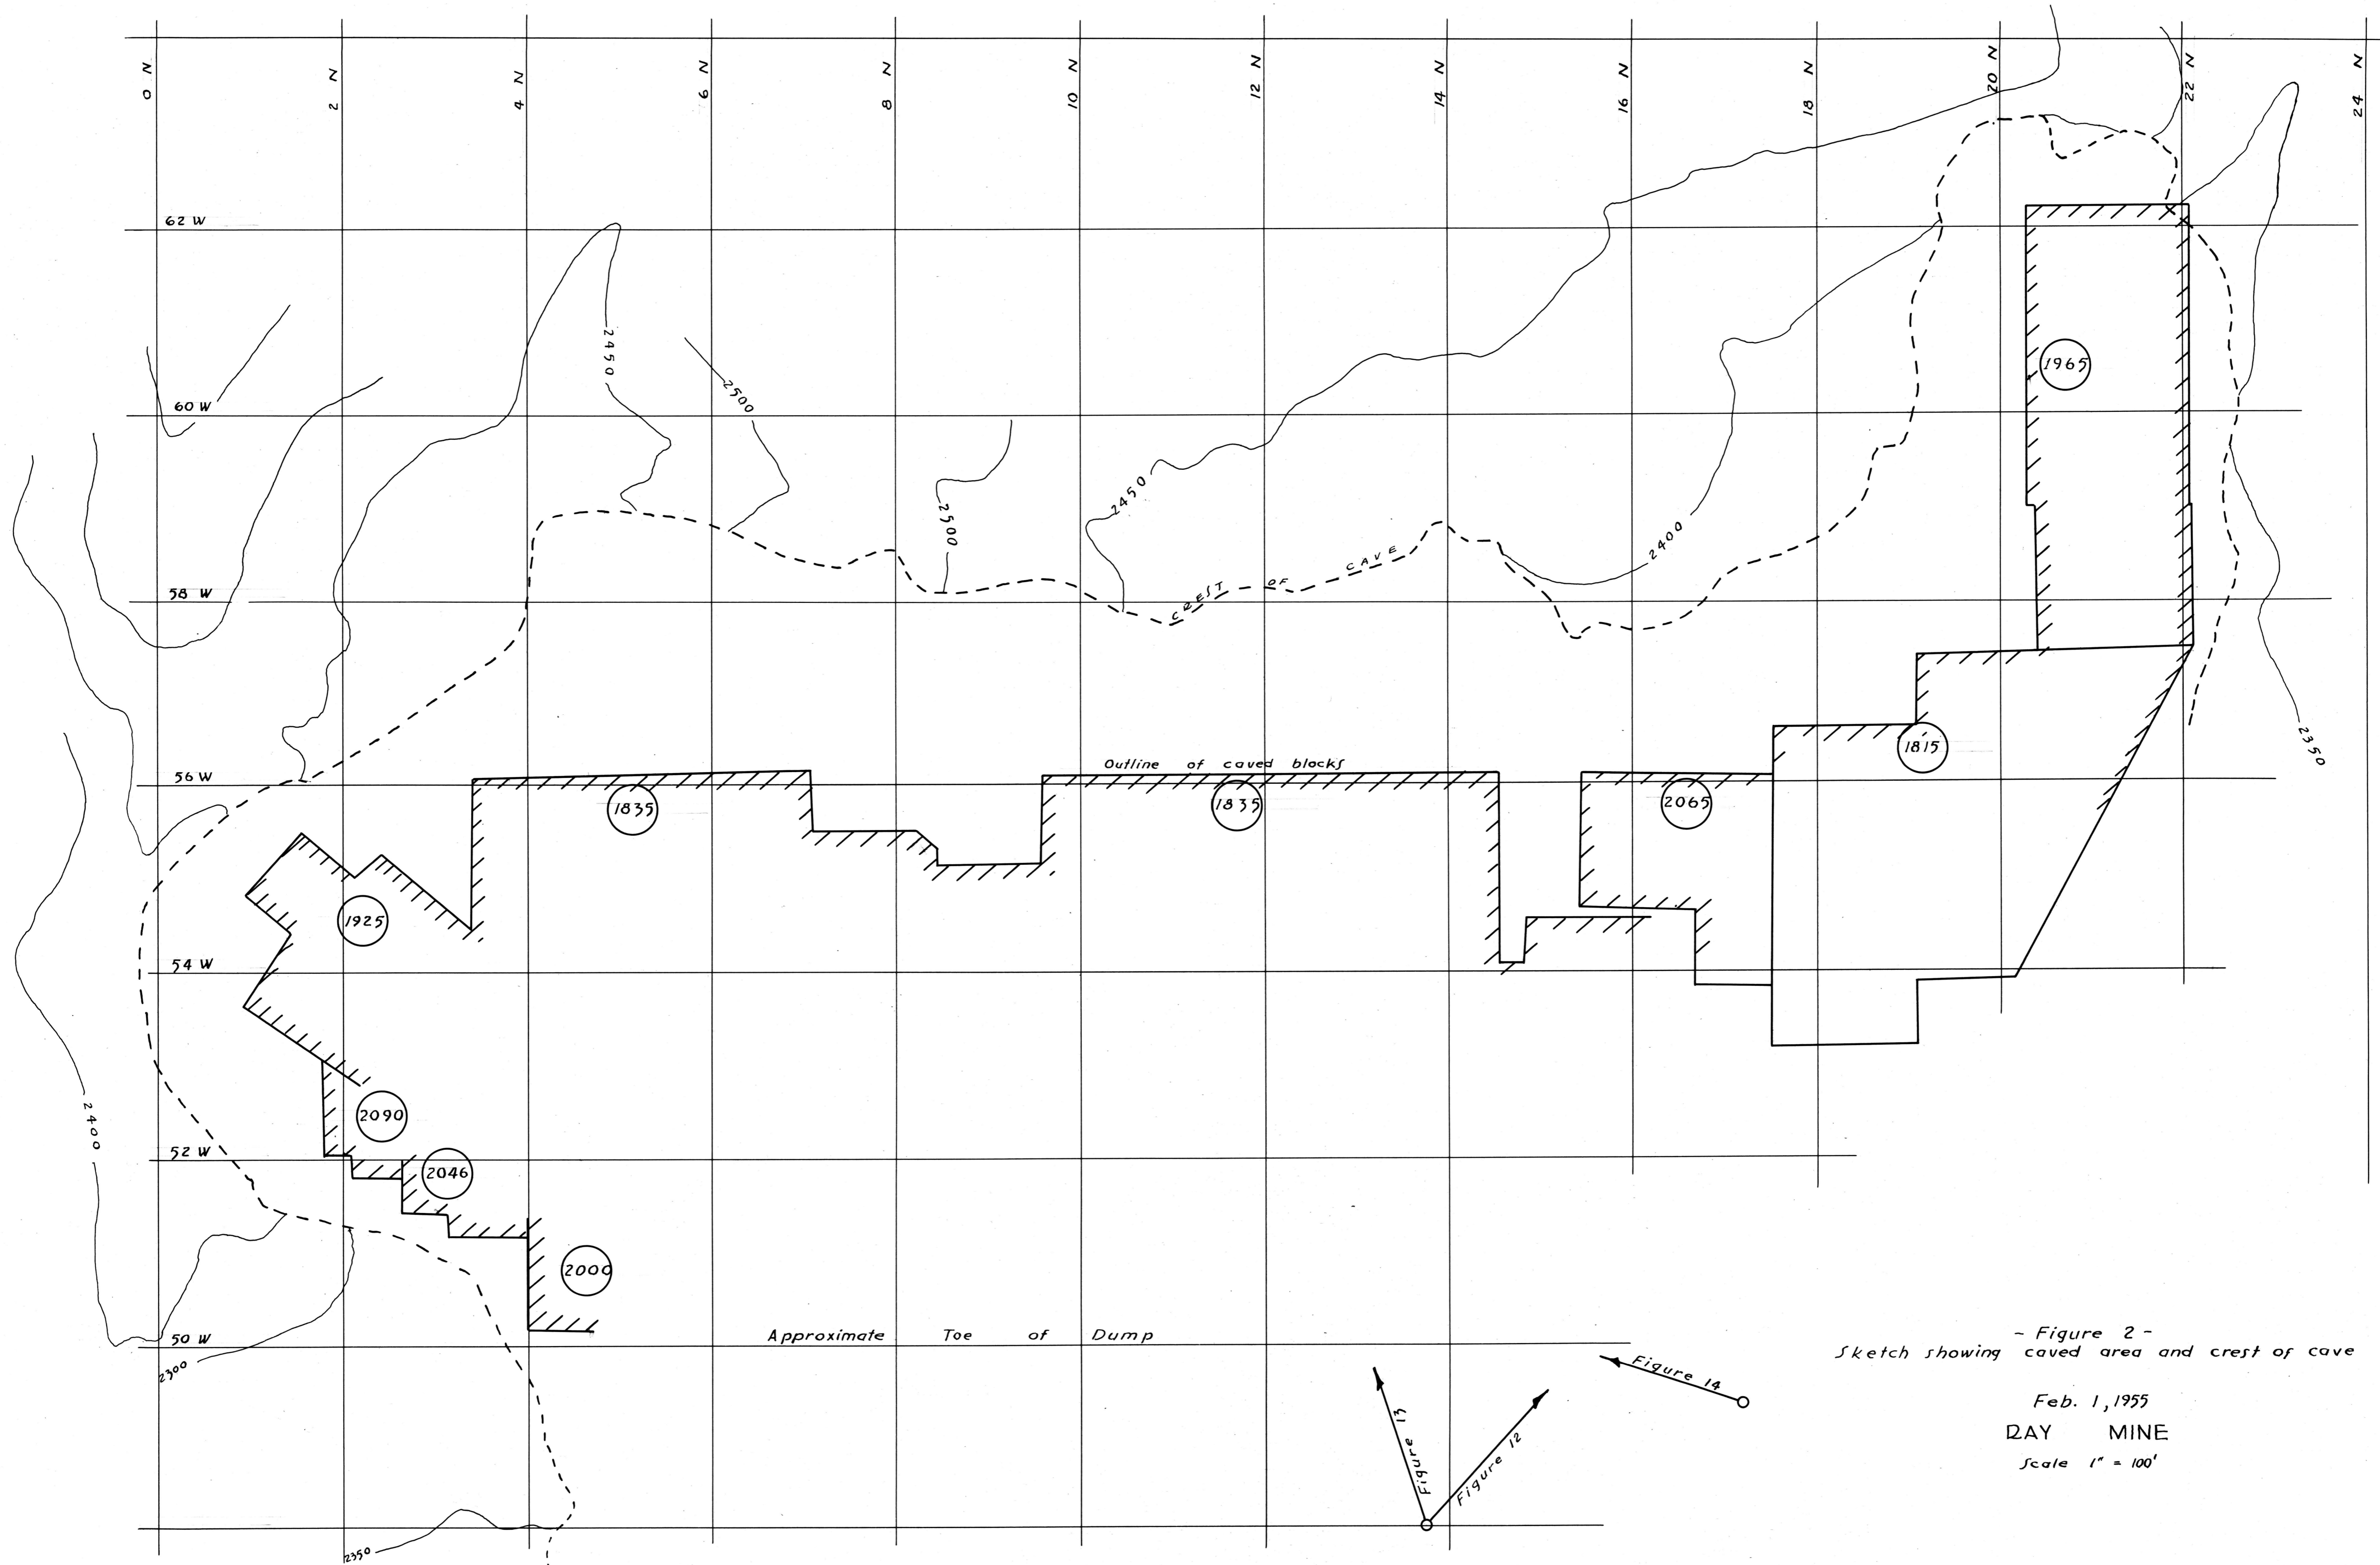 0 N
2 N
4 N
6 N
8 N
10 N
12 N
14 N
16 N
18 N
20 N
22 N
24 N
62 W
2450
1965
2500
60 W
2450
2500
2400
CREST OF CAVE
58 W
2350
1815
Outline of caved blocks
56 W
1835
1835
2065
1925
54 W
2400
2090
52 W
2046
2000
50 W
Approximate Toe of Dump
2300
Figure 14
Figure 13
Figure 12
2350
- Figure 2 -
Sketch showing caved area and crest of cave
Feb. 1, 1955
RAY MINE
Scale 1" = 100'